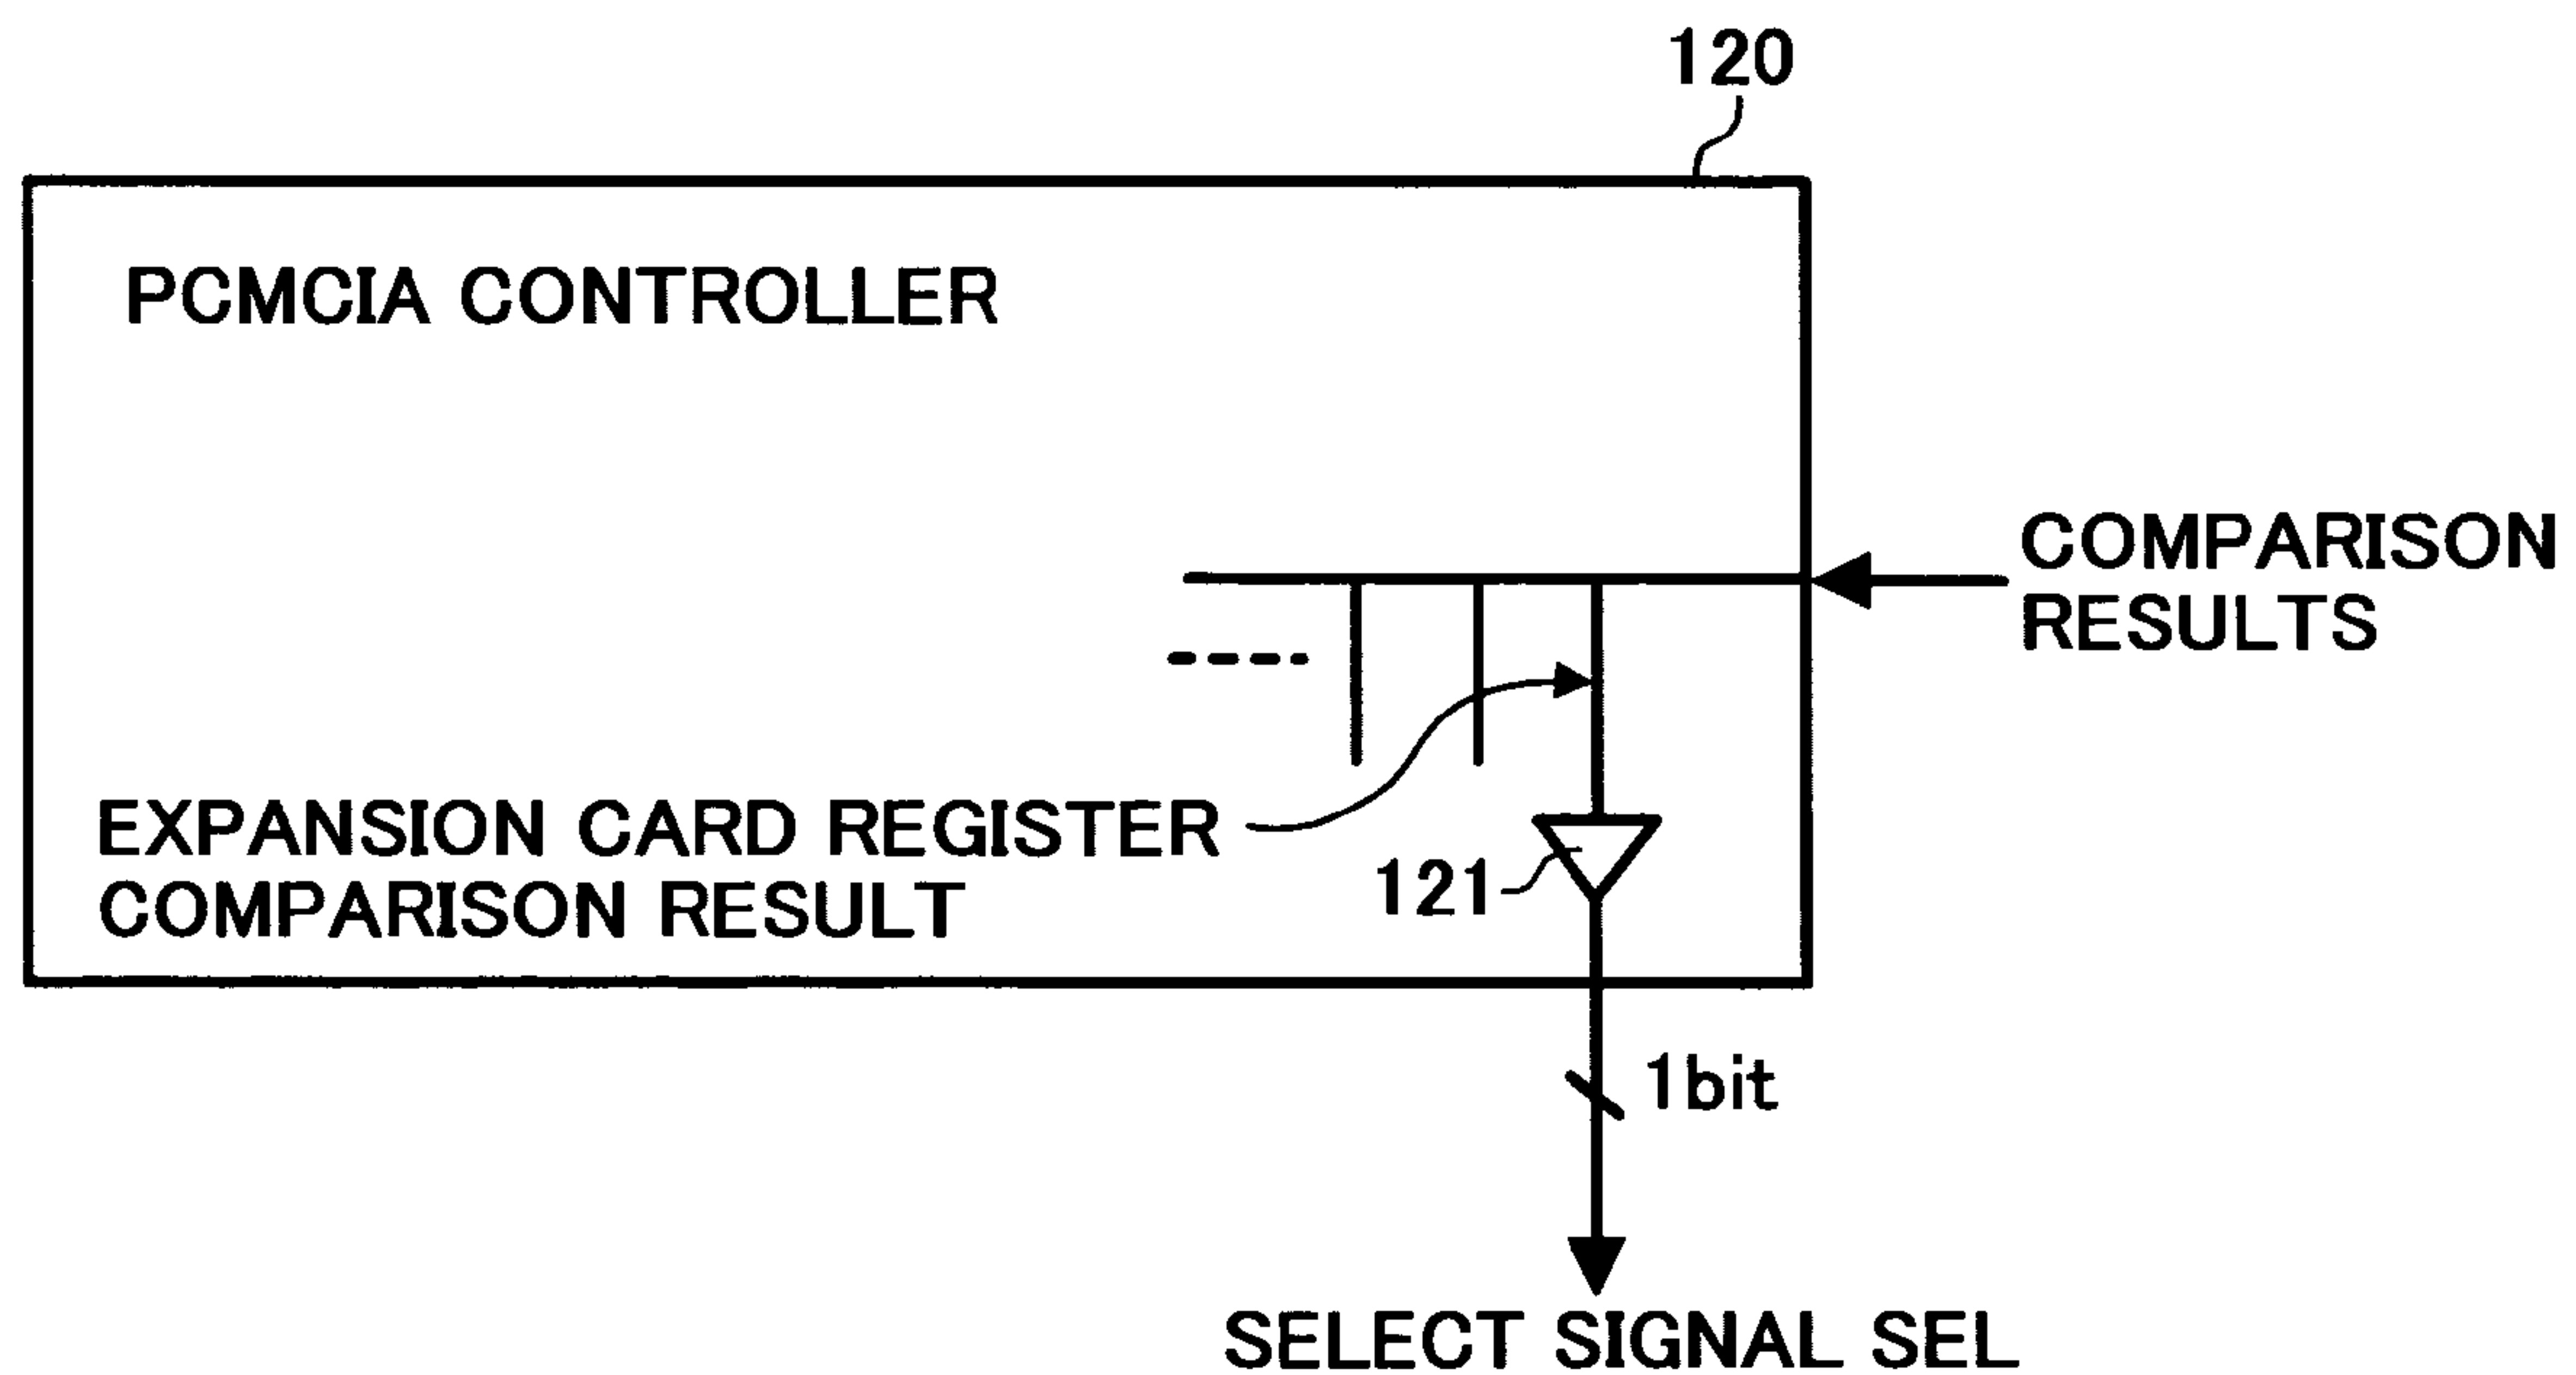 120
PCMCIA CONTROLLER
COMPARISON
RESULTS
EXPANSION CARD REGISTER
COMPARISON RESULT
121
1bit
SELECT SIGNAL SEL